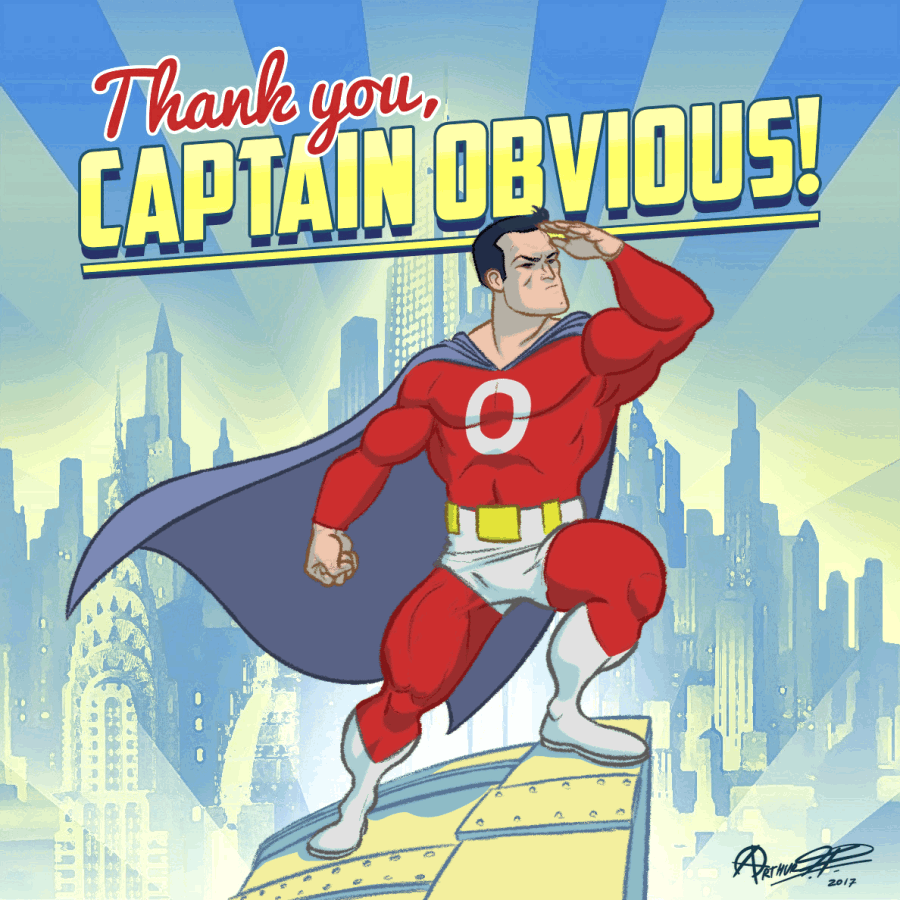 Thank you,
CAPTAIN OBVIOUS!
O
2017